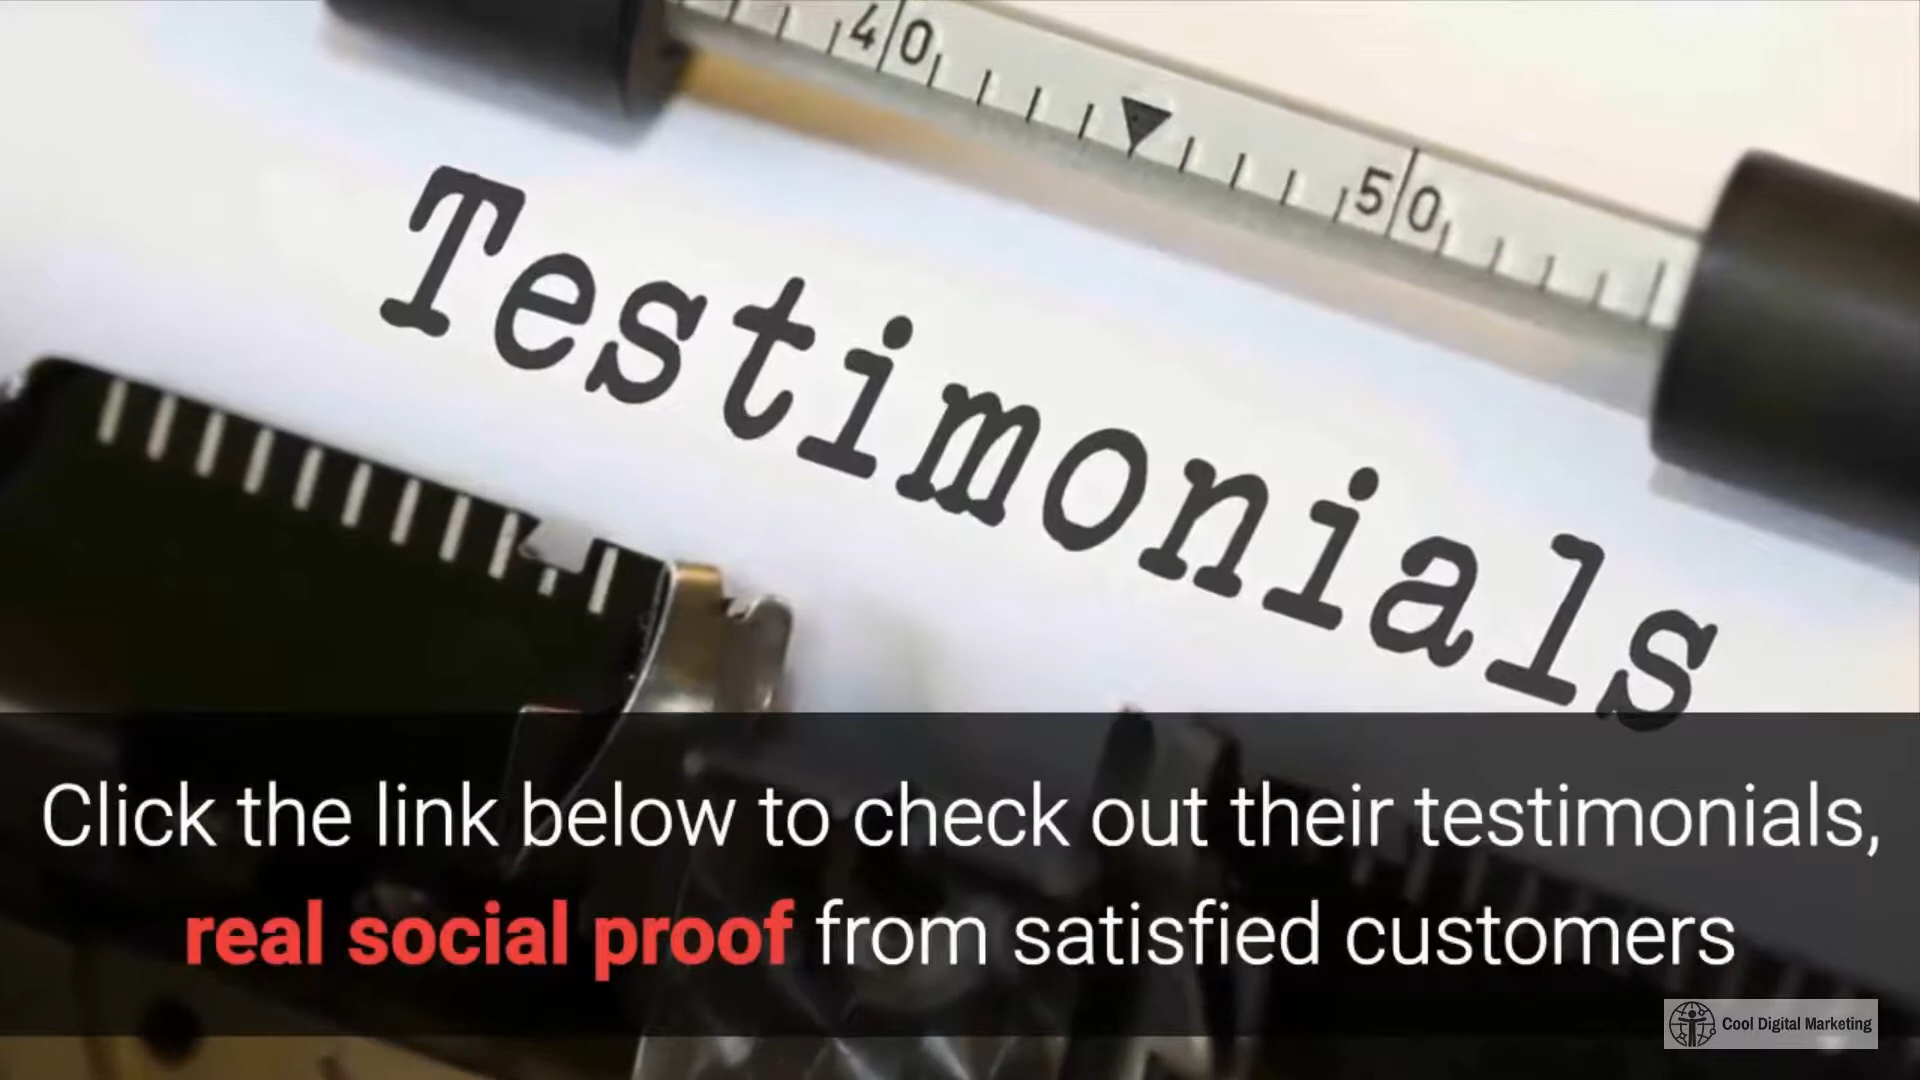 40
50
Testimonials
Click the link below to check out their testimonials,
real social proof from satisfied customers
Cool Digital Marketing